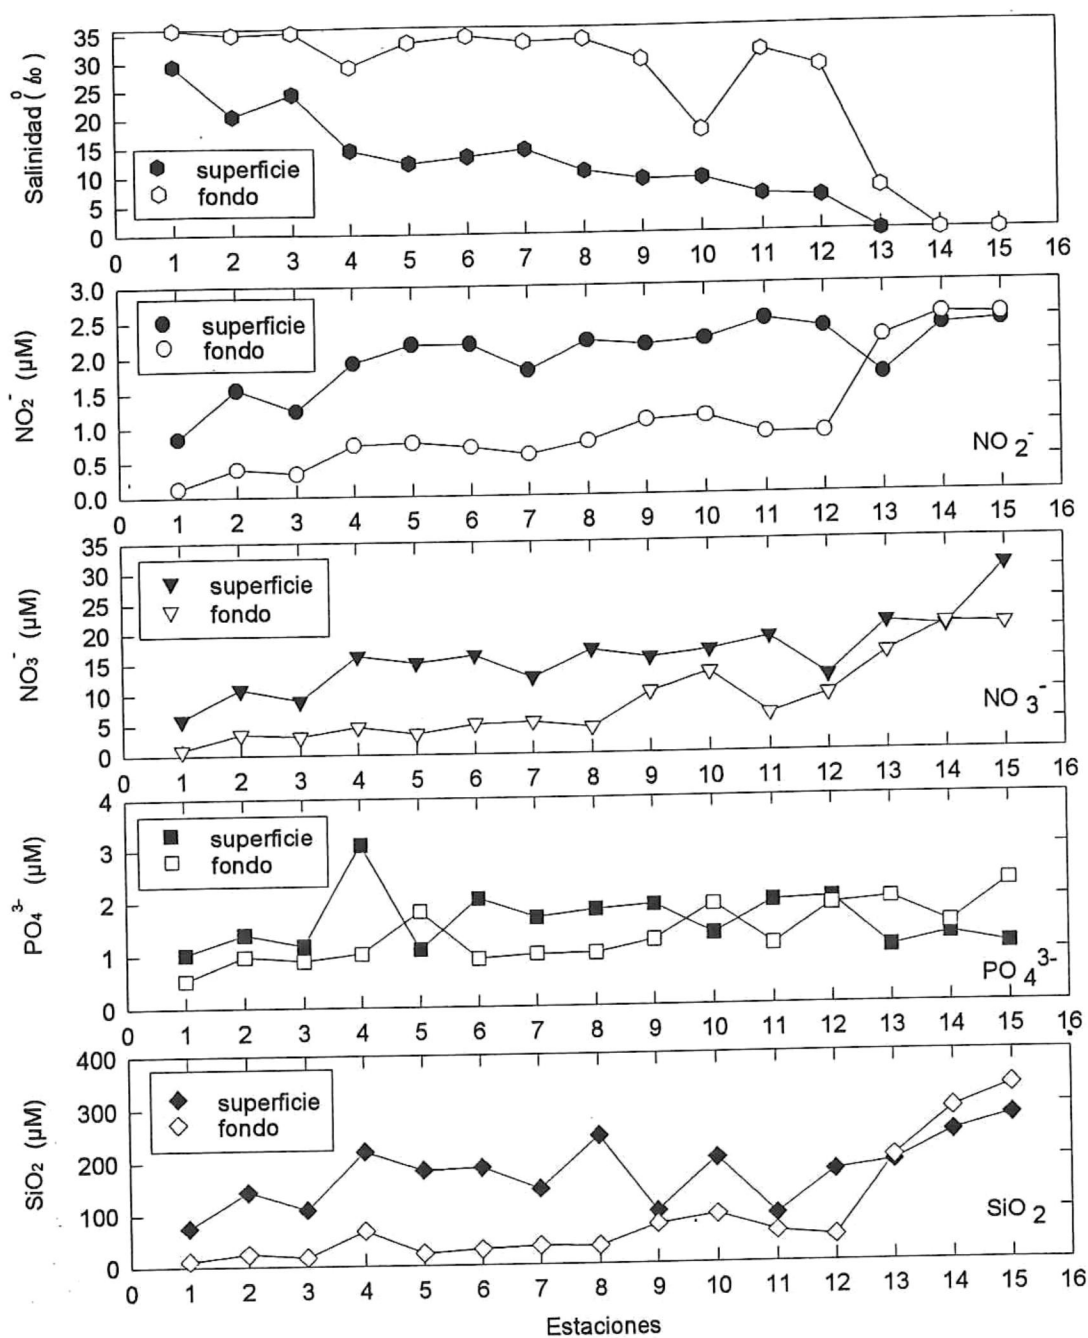 Salinidad (‰)
35
30
25
20
15
10
5
0
superficie
fondo
0 1 2 3 4 5 6 7 8 9 10 11 12 13 14 15 16
NO₂⁻ (µM)
3.0
2.5
2.0
1.5
1.0
0.5
0.0
superficie
fondo
NO₂⁻
0 1 2 3 4 5 6 7 8 9 10 11 12 13 14 15 16
NO₃⁻ (µM)
35
30
25
20
15
10
5
0
superficie
fondo
NO₃⁻
0 1 2 3 4 5 6 7 8 9 10 11 12 13 14 15 16
PO₄³⁻ (µM)
4
3
2
1
0
superficie
fondo
PO₄³⁻
0 1 2 3 4 5 6 7 8 9 10 11 12 13 14 15 16
SiO₂ (µM)
400
300
200
100
0
superficie
fondo
SiO₂
0 1 2 3 4 5 6 7 8 9 10 11 12 13 14 15 16
Estaciones